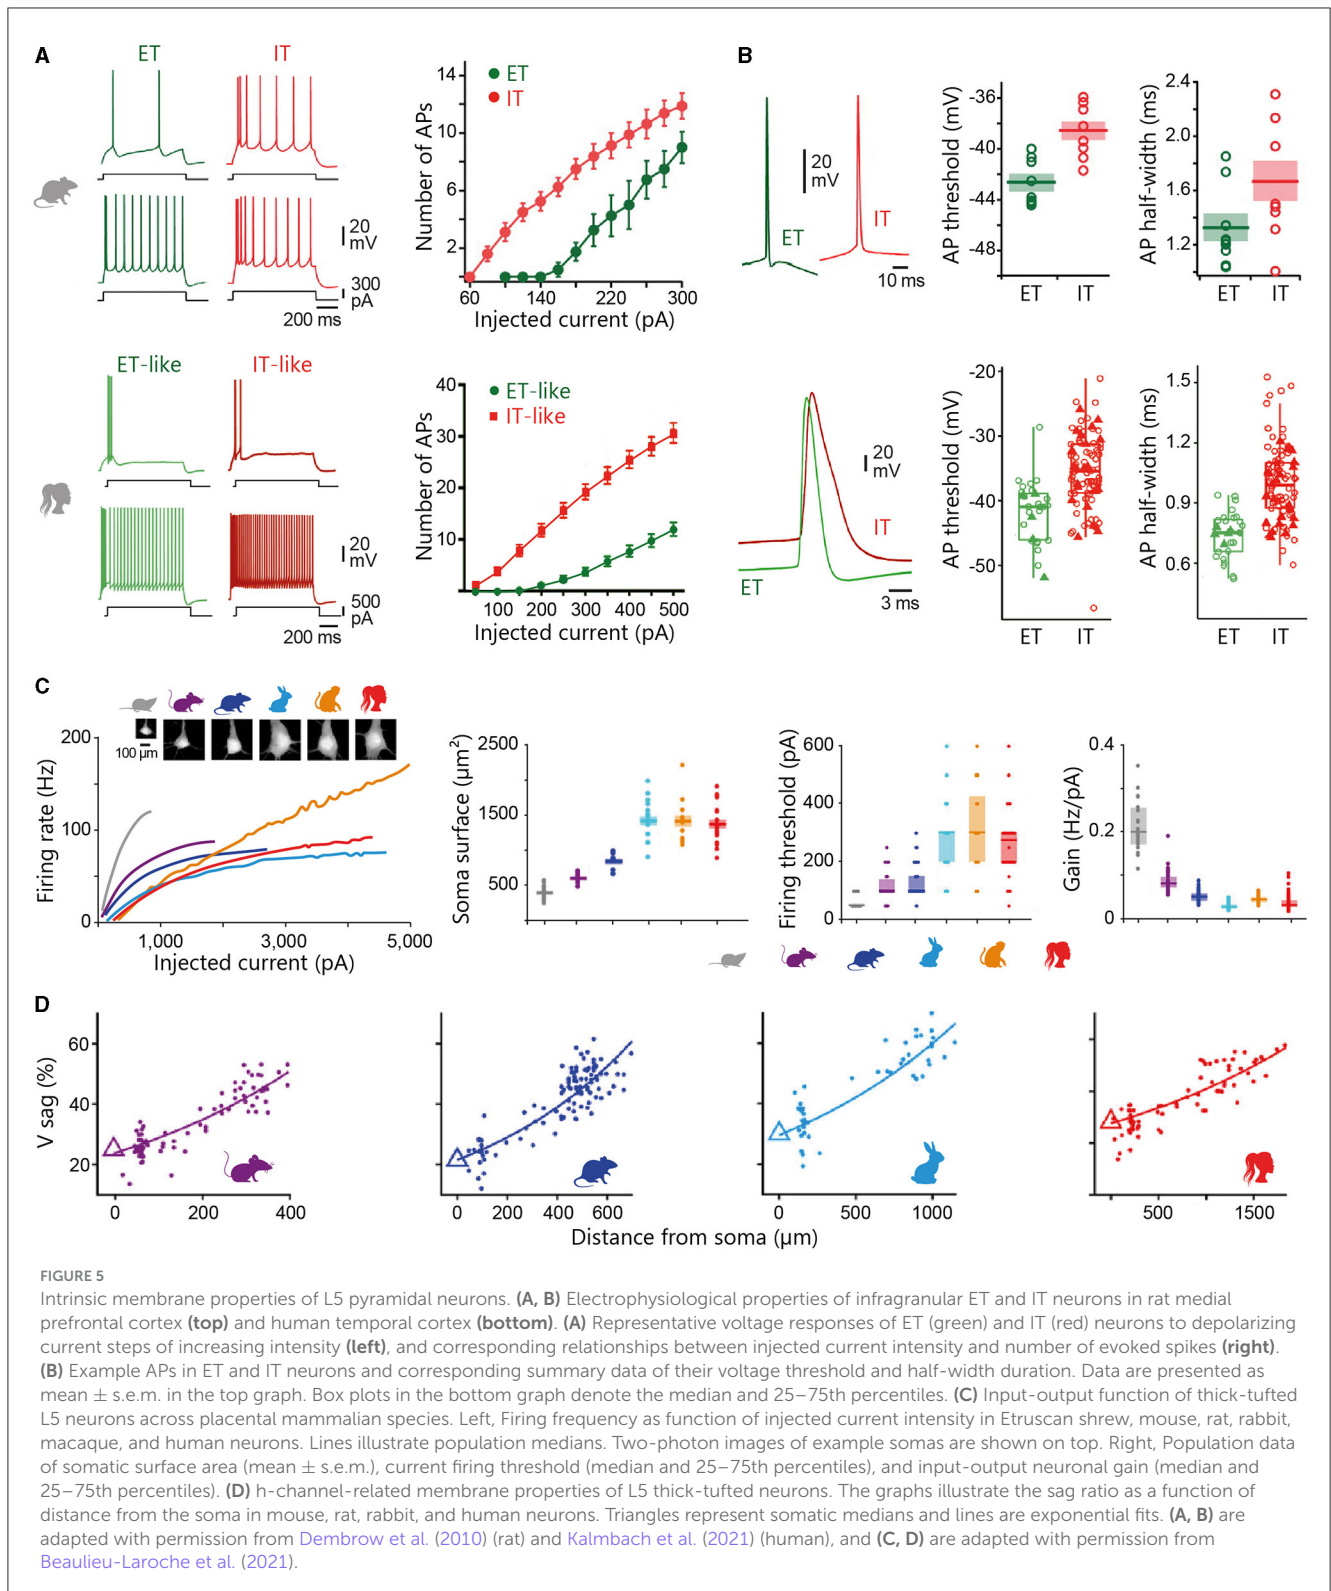 A
ET
IT
20
mV
300
pA
200 ms
Number of APs
14
10
6
2
ET
IT
60
140
220
300
Injected current (pA)
ET-like
IT-like
20
mV
500
pA
200 ms
Number of APs
40
30
20
10
ET-like
IT-like
100
200
300
400
500
Injected current (pA)
B
20
mV
ET
IT
10 ms
AP threshold (mV)
-36
-40
-44
-48
ET
IT
AP half-width (ms)
2.4
2.0
1.6
1.2
ET
IT
20
mV
IT
ET
3 ms
AP threshold (mV)
-20
-30
-40
-50
ET
IT
AP half-width (ms)
1.5
1.2
0.9
0.6
ET
IT
C
100 µm
Firing rate (Hz)
200
100
0
1,000
3,000
5,000
Injected current (pA)
Soma surface (µm²)
2500
1500
500
Firing threshold (pA)
600
400
200
0
Gain (Hz/pA)
0.4
0.2
0
D
V sag (%)
60
40
20
0
200
400
0
200
400
600
0
500
1000
500
1500
Distance from soma (µm)
FIGURE 5
Intrinsic membrane properties of L5 pyramidal neurons. (A, B) Electrophysiological properties of infragranular ET and IT neurons in rat medial
prefrontal cortex (top) and human temporal cortex (bottom). (A) Representative voltage responses of ET (green) and IT (red) neurons to depolarizing
current steps of increasing intensity (left), and corresponding relationships between injected current intensity and number of evoked spikes (right).
(B) Example APs in ET and IT neurons and corresponding summary data of their voltage threshold and half-width duration. Data are presented as
mean ± s.e.m. in the top graph. Box plots in the bottom graph denote the median and 25–75th percentiles. (C) Input-output function of thick-tufted
L5 neurons across placental mammalian species. Left, Firing frequency as function of injected current intensity in Etruscan shrew, mouse, rat, rabbit,
macaque, and human neurons. Lines illustrate population medians. Two-photon images of example somas are shown on top. Right, Population data
of somatic surface area (mean ± s.e.m.), current firing threshold (median and 25–75th percentiles), and input-output neuronal gain (median and
25–75th percentiles). (D) h-channel-related membrane properties of L5 thick-tufted neurons. The graphs illustrate the sag ratio as a function of
distance from the soma in mouse, rat, rabbit, and human neurons. Triangles represent somatic medians and lines are exponential fits. (A, B) are
adapted with permission from Dembrow et al. (2010) (rat) and Kalmbach et al. (2021) (human), and (C, D) are adapted with permission from
Beaulieu-Laroche et al. (2021).